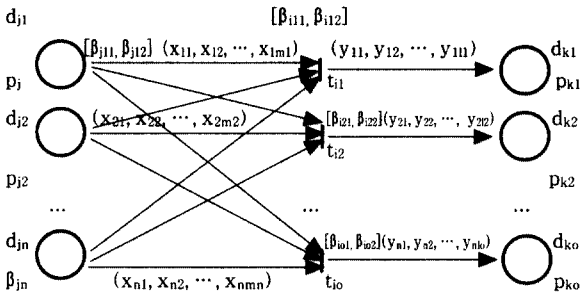 d_j1 [β_i11, β_i12]
[β_j11, β_j12] (x_11, x_12, ⋯, x_1m1) (y_11, y_12, ⋯, y_1l1) d_k1
p_j t_i1 p_k1
d_j2 (x_21, x_22, ⋯, x_2m2) [β_i21, β_i22](y_21, y_22, ⋯, y_2l2) d_k2
t_i2
p_j2 p_k2
⋯ ⋯ ⋯
d_jn [β_io1, β_io2](y_n1, y_n2, ⋯, y_nko) d_ko
β_jn (x_n1, x_n2, ⋯, x_nmn) t_io p_ko